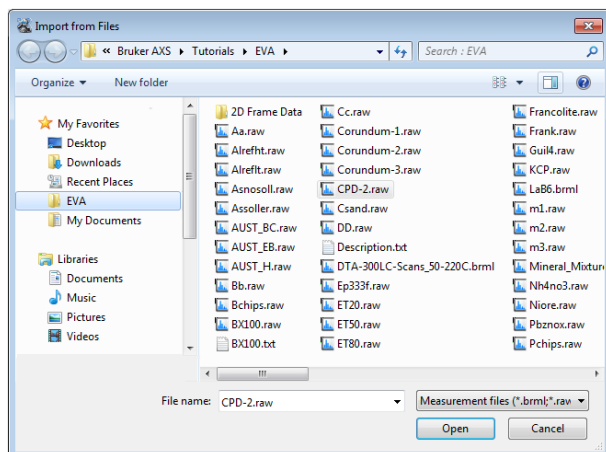 Import from Files
« Bruker AXS ▸ Tutorials ▸ EVA ▸
Search : EVA
Organize ▾ New folder
My Favorites
Desktop
Downloads
Recent Places
EVA
My Documents
Libraries
Documents
Music
Pictures
Videos
2D Frame Data
Aa.raw
Alrefht.raw
Alreflt.raw
Asnosoll.raw
Assoller.raw
AUST_BC.raw
AUST_EB.raw
AUST_H.raw
Bb.raw
Bchips.raw
BX100.raw
BX100.txt
Cc.raw
Corundum-1.raw
Corundum-2.raw
Corundum-3.raw
CPD-2.raw
Csand.raw
DD.raw
Description.txt
DTA-300LC-Scans_50-220C.brml
Ep333f.raw
ET20.raw
ET50.raw
ET80.raw
Francolite.raw
Frank.raw
Guil4.raw
KCP.raw
LaB6.brml
m1.raw
m2.raw
m3.raw
Mineral_Mixture
Nh4no3.raw
Niore.raw
Pbznox.raw
Pchips.raw
File name: CPD-2.raw
Measurement files (*.brml;*.raw
Open
Cancel